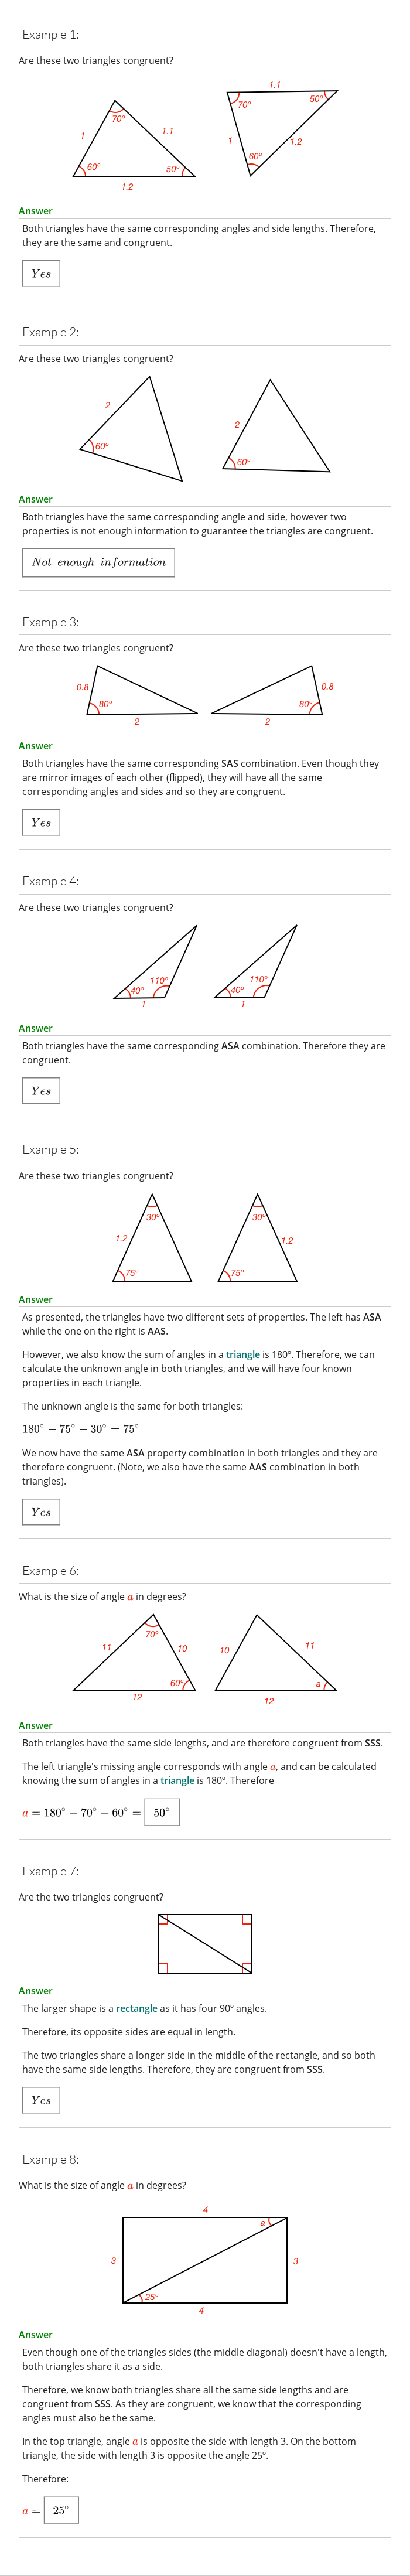 Example 1:
Are these two triangles congruent?
1.1
70°
50°
70°
1
1.1
1
1.2
60°
60°
50°
1.2
Answer
Both triangles have the same corresponding angles and side lengths. Therefore,
they are the same and congruent.
Yes
Example 2:
Are these two triangles congruent?
2
2
60°
60°
Answer
Both triangles have the same corresponding angle and side, however two
properties is not enough information to guarantee the triangles are congruent.
Not enough information
Example 3:
Are these two triangles congruent?
0.8
0.8
80°
80°
2
2
Answer
Both triangles have the same corresponding SAS combination. Even though they
are mirror images of each other (flipped), they will have all the same
corresponding angles and sides and so they are congruent.
Yes
Example 4:
Are these two triangles congruent?
110°
110°
40°
40°
1
1
Answer
Both triangles have the same corresponding ASA combination. Therefore they are
congruent.
Yes
Example 5:
Are these two triangles congruent?
30°
30°
1.2
1.2
75°
75°
Answer
As presented, the triangles have two different sets of properties. The left has ASA
while the one on the right is AAS.
However, we also know the sum of angles in a triangle is 180°. Therefore, we can
calculate the unknown angle in both triangles, and we will have four known
properties in each triangle.
The unknown angle is the same for both triangles:
180° − 75° − 30° = 75°
We now have the same ASA property combination in both triangles and they are
therefore congruent. (Note, we also have the same AAS combination in both
triangles).
Yes
Example 6:
What is the size of angle a in degrees?
70°
11
10
10
11
60°
a
12
12
Answer
Both triangles have the same side lengths, and are therefore congruent from SSS.
The left triangle's missing angle corresponds with angle a, and can be calculated
knowing the sum of angles in a triangle is 180°. Therefore
a = 180° − 70° − 60° = 50°
Example 7:
Are the two triangles congruent?
Answer
The larger shape is a rectangle as it has four 90° angles.
Therefore, its opposite sides are equal in length.
The two triangles share a longer side in the middle of the rectangle, and so both
have the same side lengths. Therefore, they are congruent from SSS.
Yes
Example 8:
What is the size of angle a in degrees?
4
a
3
3
25°
4
Answer
Even though one of the triangles sides (the middle diagonal) doesn't have a length,
both triangles share it as a side.
Therefore, we know both triangles share all the same side lengths and are
congruent from SSS. As they are congruent, we know that the corresponding
angles must also be the same.
In the top triangle, angle a is opposite the side with length 3. On the bottom
triangle, the side with length 3 is opposite the angle 25°.
Therefore:
a = 25°